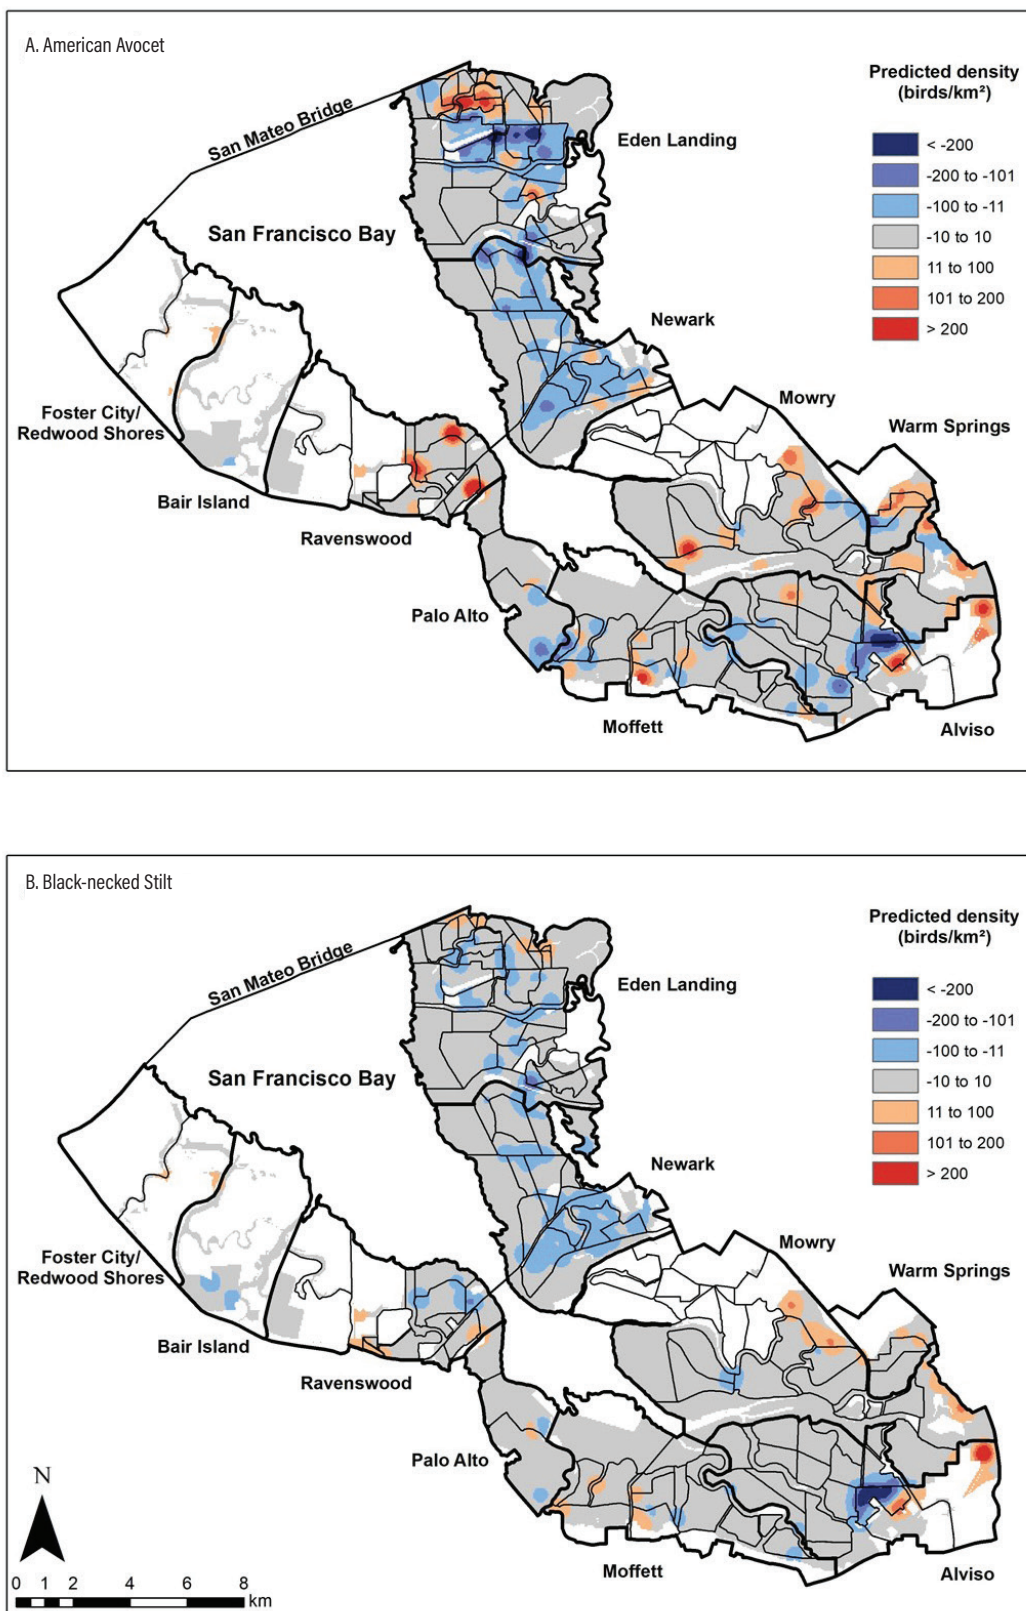 A. American Avocet
Predicted density
(birds/km²)
< -200
-200 to -101
-100 to -11
-10 to 10
11 to 100
101 to 200
> 200
San Mateo Bridge
Eden Landing
San Francisco Bay
Newark
Mowry
Warm Springs
Foster City/
Redwood Shores
Bair Island
Ravenswood
Palo Alto
Moffett
Alviso
B. Black-necked Stilt
Predicted density
(birds/km²)
< -200
-200 to -101
-100 to -11
-10 to 10
11 to 100
101 to 200
> 200
San Mateo Bridge
Eden Landing
San Francisco Bay
Newark
Mowry
Warm Springs
Foster City/
Redwood Shores
Bair Island
Ravenswood
Palo Alto
N
Moffett
Alviso
0 1 2 4 6 8
km